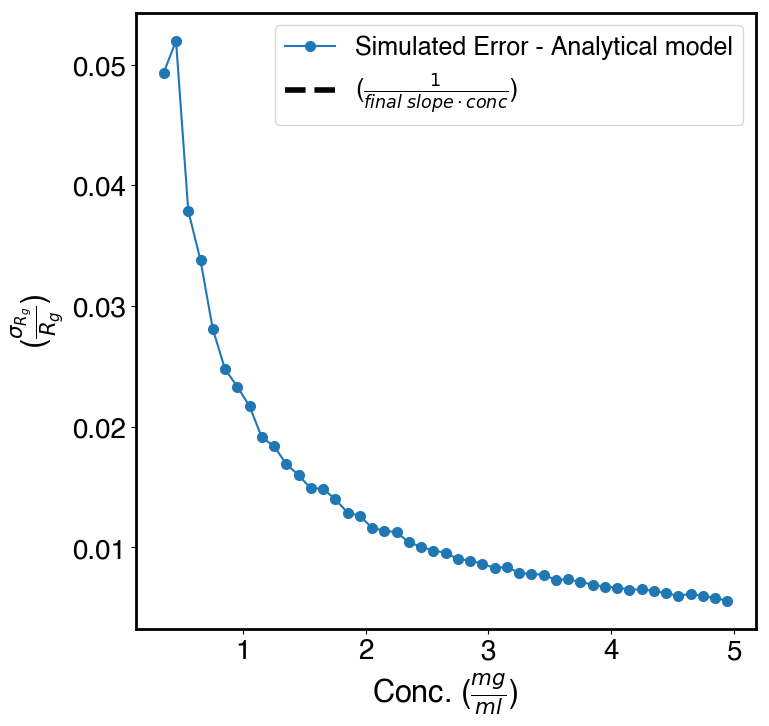 Simulated Error - Analytical model
(1/final slope · conc)
0.05
0.04
0.03
0.02
0.01
(σ_{R_g}/R_g)
1 2 3 4 5
Conc. (mg/ml)